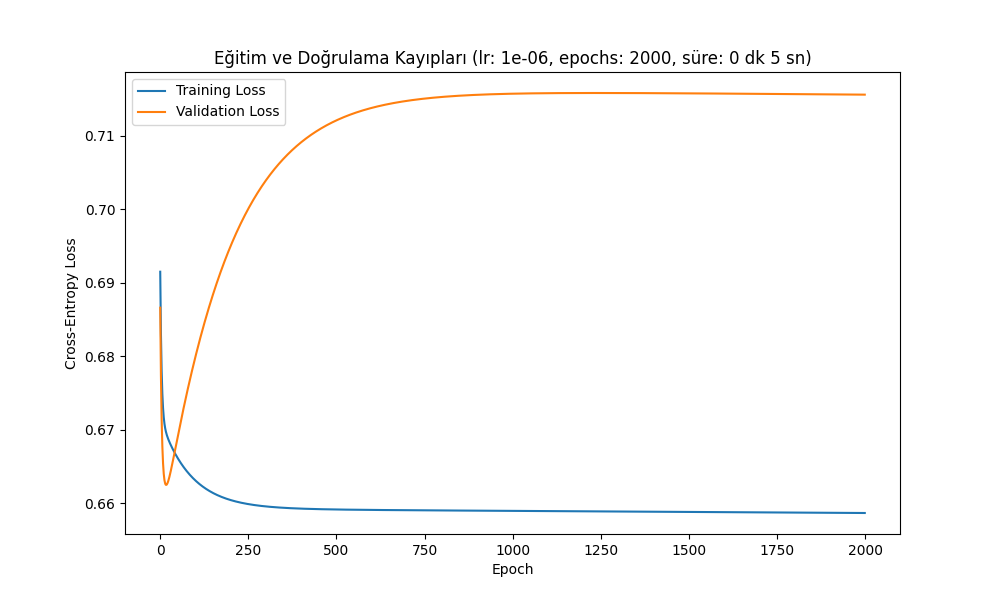 Eğitim ve Doğrulama Kayıpları (lr: 1e-06, epochs: 2000, süre: 0 dk 5 sn)
Training Loss
Validation Loss
Cross-Entropy Loss
0.71
0.70
0.69
0.68
0.67
0.66
0 250 500 750 1000 1250 1500 1750 2000
Epoch